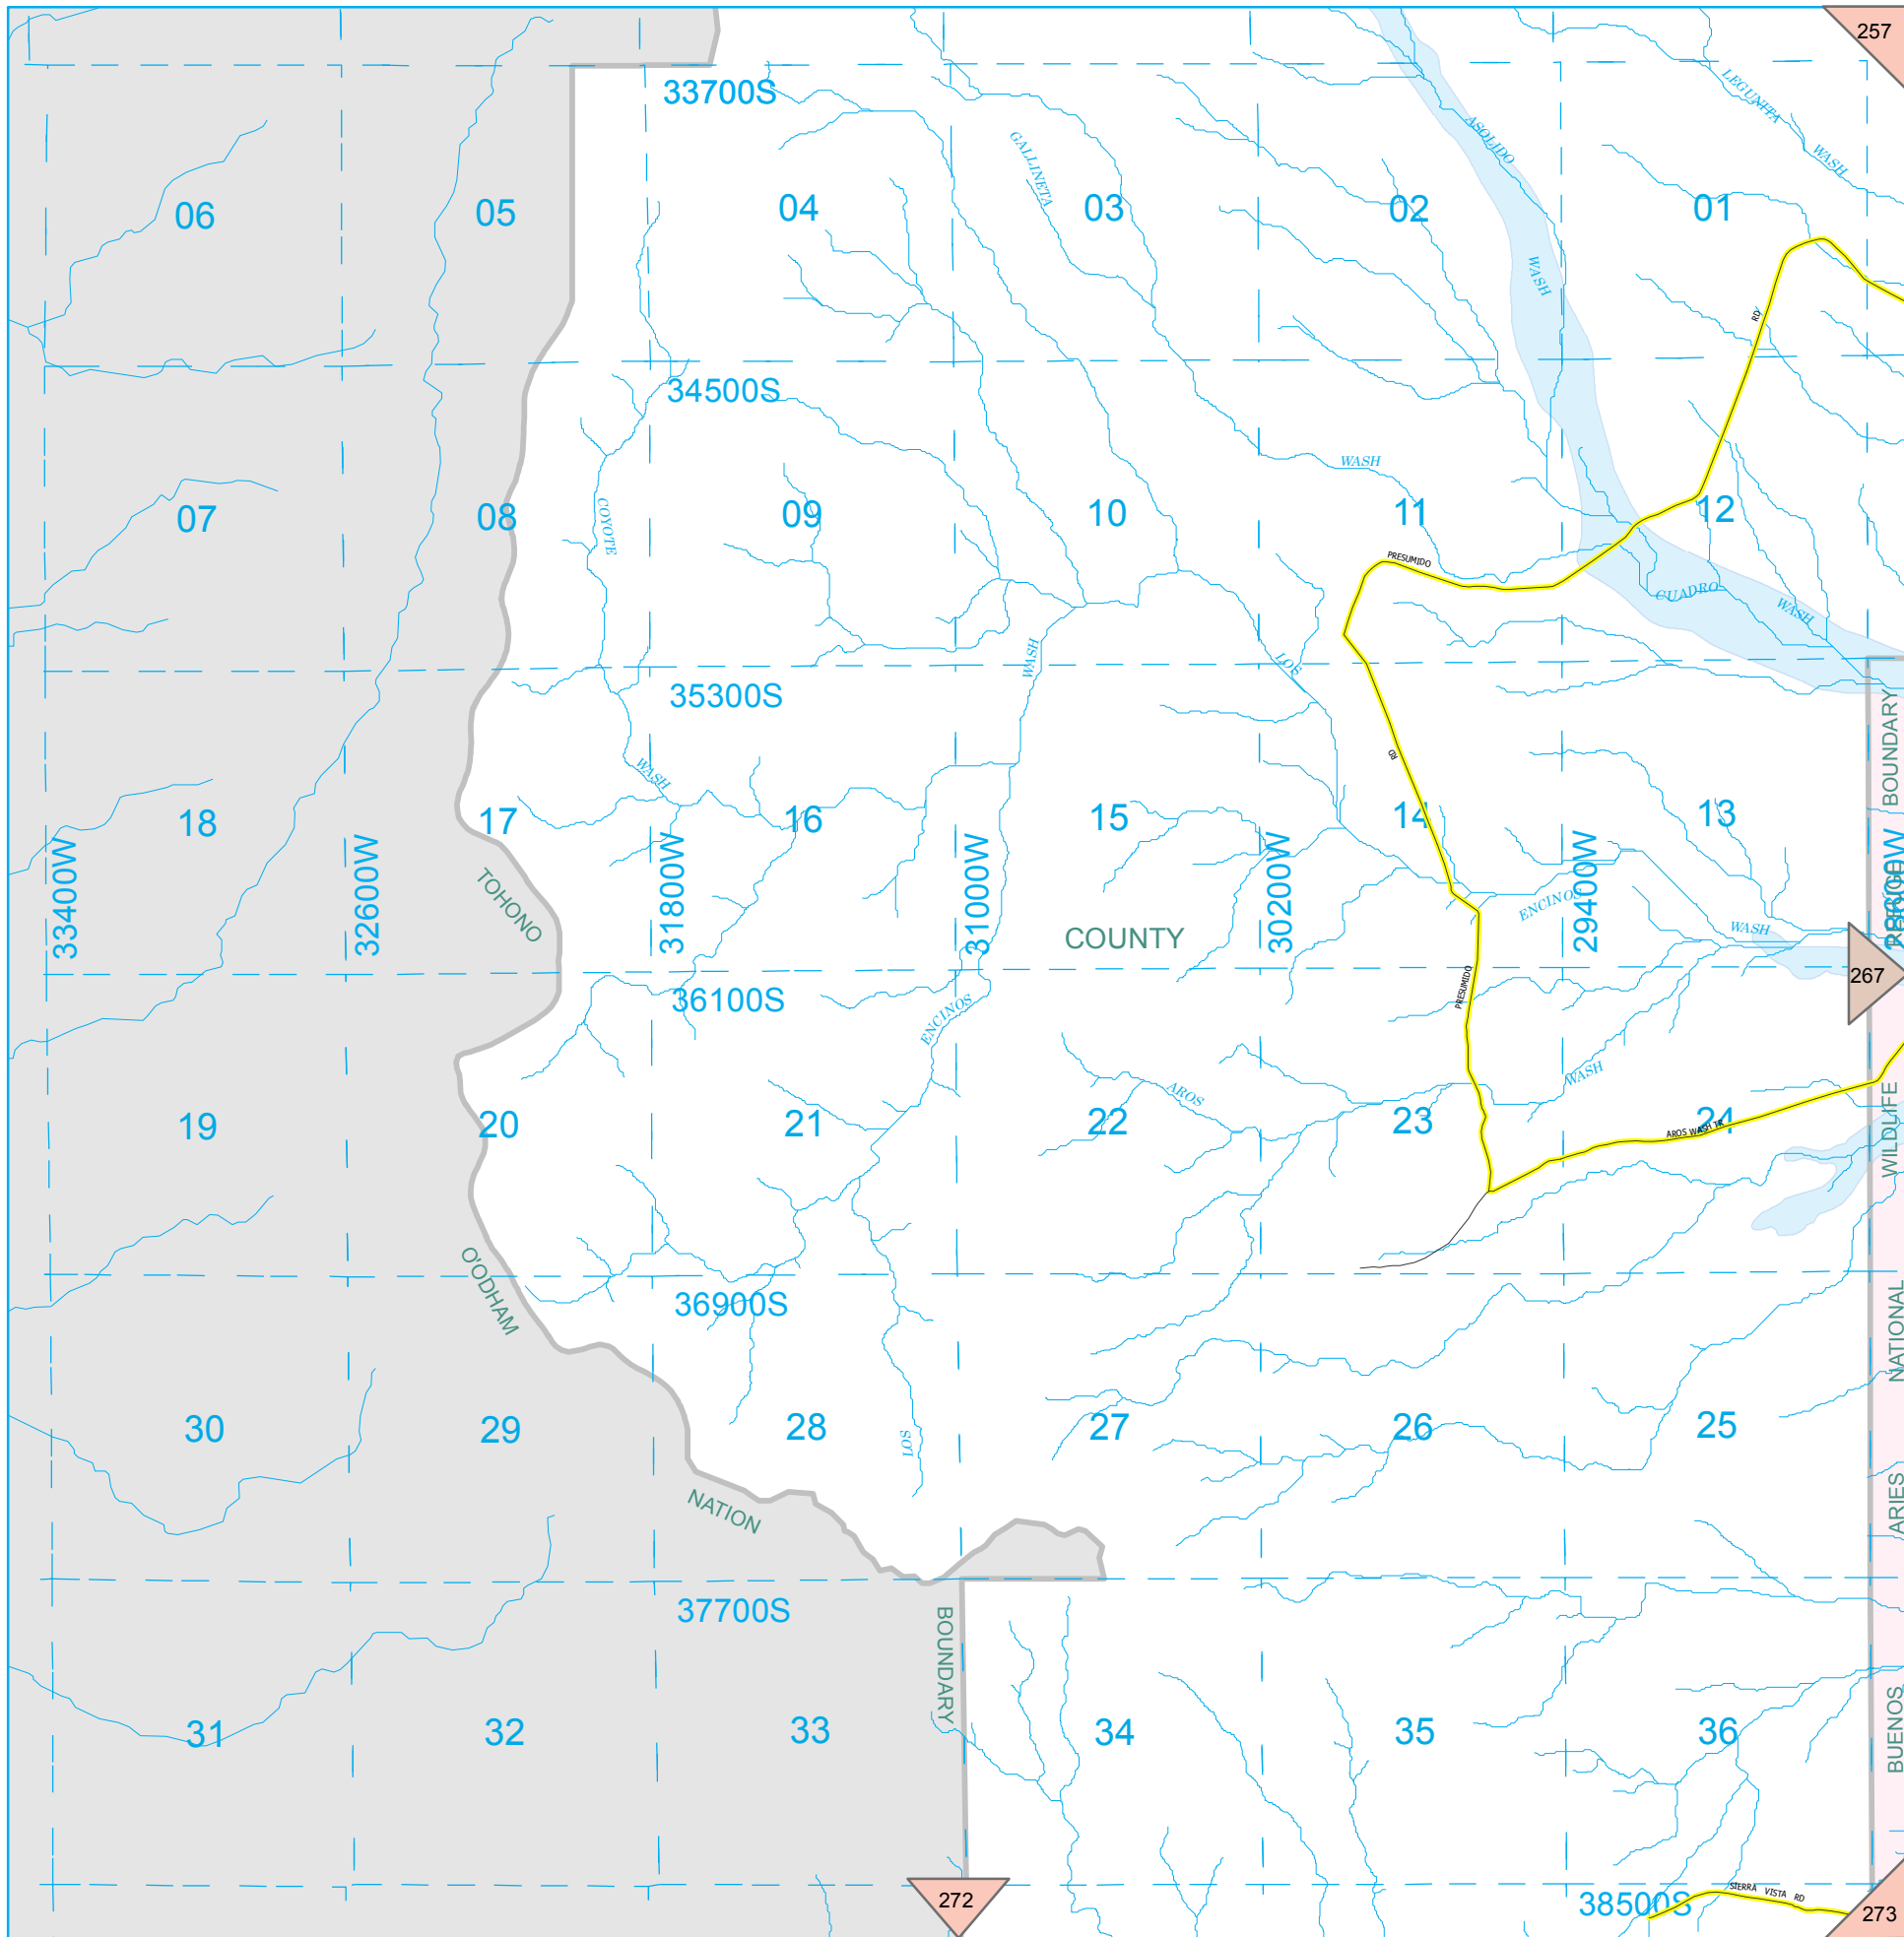 257
33700S
LEGUNITA
WASH
ASOLIDO
WASH
GALLINETA
06
05
04
03
02
01
RD
34500S
WASH
COYOTE
07
08
09
10
11
12
PRESUMIDO
CUADRO
WASH
WASH
LOS
35300S
RD
BOUNDARY
WASH
18
17
16
15
14
13
33400W
32600W
31800W
31000W
30200W
29400W
TOHONO
COUNTY
ENCINOS
WASH
267
36100S
ENCINOS
PRESUMIDO
AROS
WASH
WILDLIFE
19
20
21
22
23
24
AROS WASH TR
O'ODHAM
36900S
NATIONAL
30
29
28
27
26
25
LOS
NATION
ARIES
37700S
BOUNDARY
BUENOS
31
32
33
34
35
36
272
38500S
SIERRA VISTA RD
273